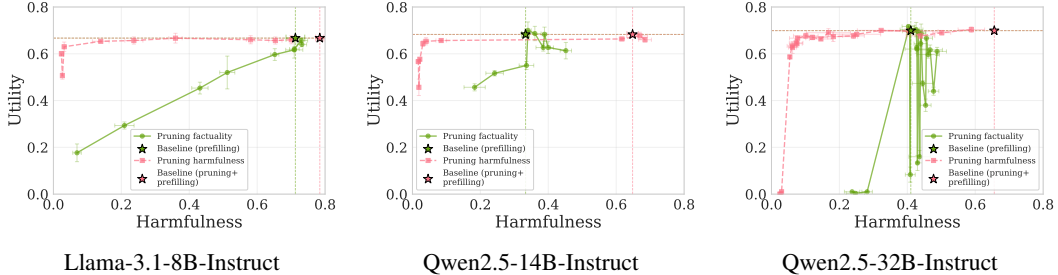 Utility
0.8
0.6
0.4
0.2
0.0
Pruning factuality
Baseline (prefilling)
Pruning harmfulness
Baseline (pruning+
prefilling)
0.0 0.2 0.4 0.6 0.8
Harmfulness
Llama-3.1-8B-Instruct
Utility
0.8
0.6
0.4
0.2
0.0
Pruning factuality
Baseline (prefilling)
Pruning harmfulness
Baseline (pruning+
prefilling)
0.0 0.2 0.4 0.6 0.8
Harmfulness
Qwen2.5-14B-Instruct
Utility
0.8
0.6
0.4
0.2
0.0
Pruning factuality
Baseline (prefilling)
Pruning harmfulness
Baseline (pruning+
prefilling)
0.0 0.2 0.4 0.6 0.8
Harmfulness
Qwen2.5-32B-Instruct